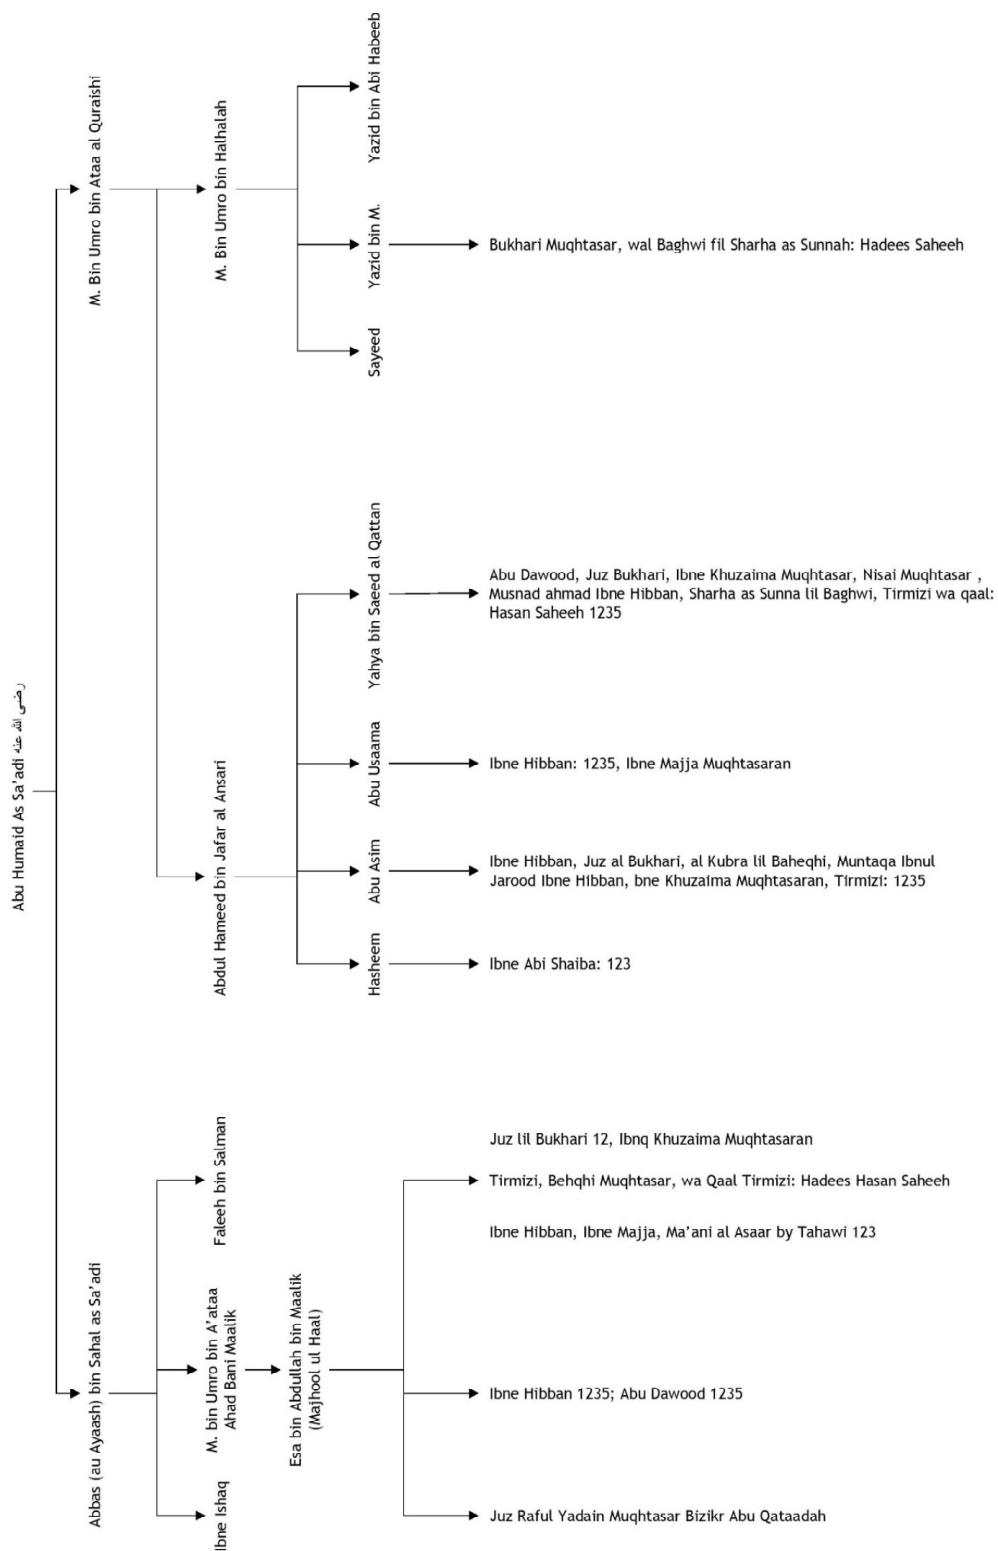 Abu Humaid As Sa'adi رضی الله عنه
M. Bin Umro bin Ataa al Quraishi
M. Bin Umro bin Halhalah
Yazid bin Abi Habeeb
Yazid bin M.
Bukhari Muqhtasar, wal Baghwi fil Sharha as Sunnah: Hadees Saheeh
Sayeed
Abdul Hameed bin Jafar al Ansari
Yahya bin Saeed al Qattan
Abu Dawood, Juz Bukhari, Ibne Khuzaima Muqhtasar, Nisai Muqhtasar ,
Musnad ahmad Ibne Hibban, Sharha as Sunna lil Baghwi, Tirmizi wa qaal:
Hasan Saheeh 1235
Abu Usaama
Ibne Hibban: 1235, Ibne Majja Muqhtasaran
Abu Asim
Ibne Hibban, Juz al Bukhari, al Kubra lil Baheqhi, Muntaqa Ibnul
Jarood Ibne Hibban, bne Khuzaima Muqhtasaran, Tirmizi: 1235
Hasheem
Ibne Abi Shaiba: 123
Abbas (au Ayaash) bin Sahal as Sa'adi
Faleeh bin Salman
M. bin Umro bin A'ataa
Ahad Bani Maalik
Ibne Ishaq
Esa bin Abdullah bin Maalik
(Majhool ul Haal)
Juz lil Bukhari 12, Ibnq Khuzaima Muqhtasaran
Tirmizi, Behqhi Muqhtasar, wa Qaal Tirmizi: Hadees Hasan Saheeh
Ibne Hibban, Ibne Majja, Ma'ani al Asaar by Tahawi 123
Ibne Hibban 1235; Abu Dawood 1235
Juz Raful Yadain Muqhtasar Bizikr Abu Qataadah